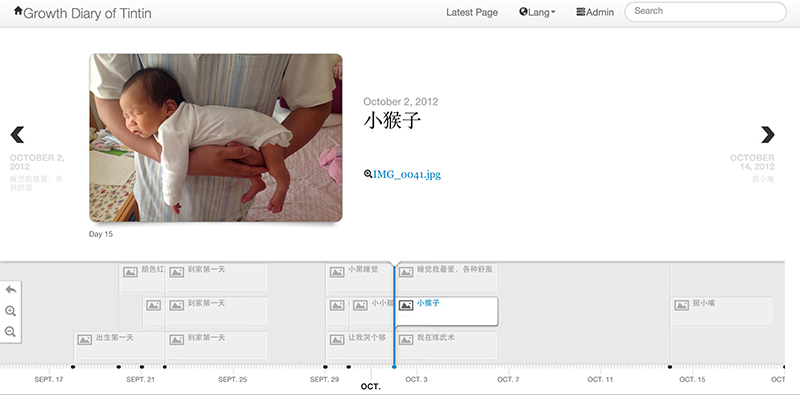 Growth Diary of Tintin
Latest Page
Lang
Admin
Search
October 2, 2012
小猴子
IMG_0041.jpg
Day 15
OCTOBER 2,
2012
睡觉我最爱，各
种舒服
OCTOBER
14, 2012
撅小嘴
颜色红
到家第一天
小黑睡觉
睡觉我最爱，各种舒服
到家第一天
小小
小猴子
撅小嘴
出生第一天
到家第一天
让我哭个够
我在练武术
SEPT. 17
SEPT. 21
SEPT. 25
SEPT. 29
OCT.
OCT. 3
OCT. 7
OCT. 11
OCT. 15
OCT.